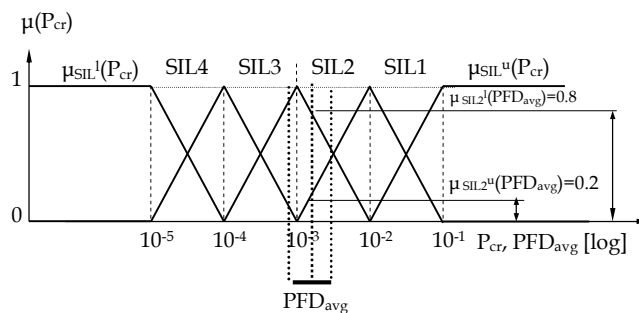 μ(Pcr)
μSILl(Pcr) SIL4 SIL3 SIL2 SIL1 μSILu(Pcr)
1
μSIL2l(PFDavg)=0.8
μSIL2u(PFDavg)=0.2
0
10-5 10-4 10-3 10-2 10-1 Pcr, PFDavg [log]
PFDavg